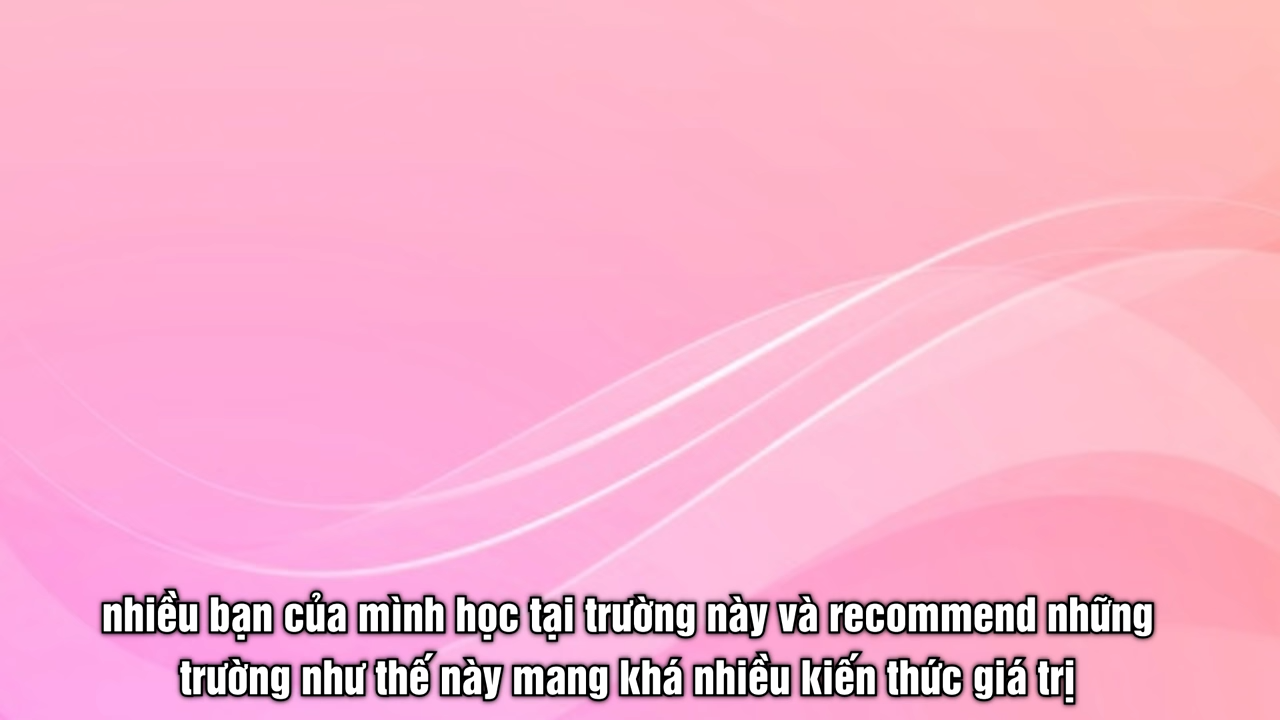 nhiều bạn của mình học tại trường này và recommend những
trường như thế này mang khá nhiều kiến thức giá trị